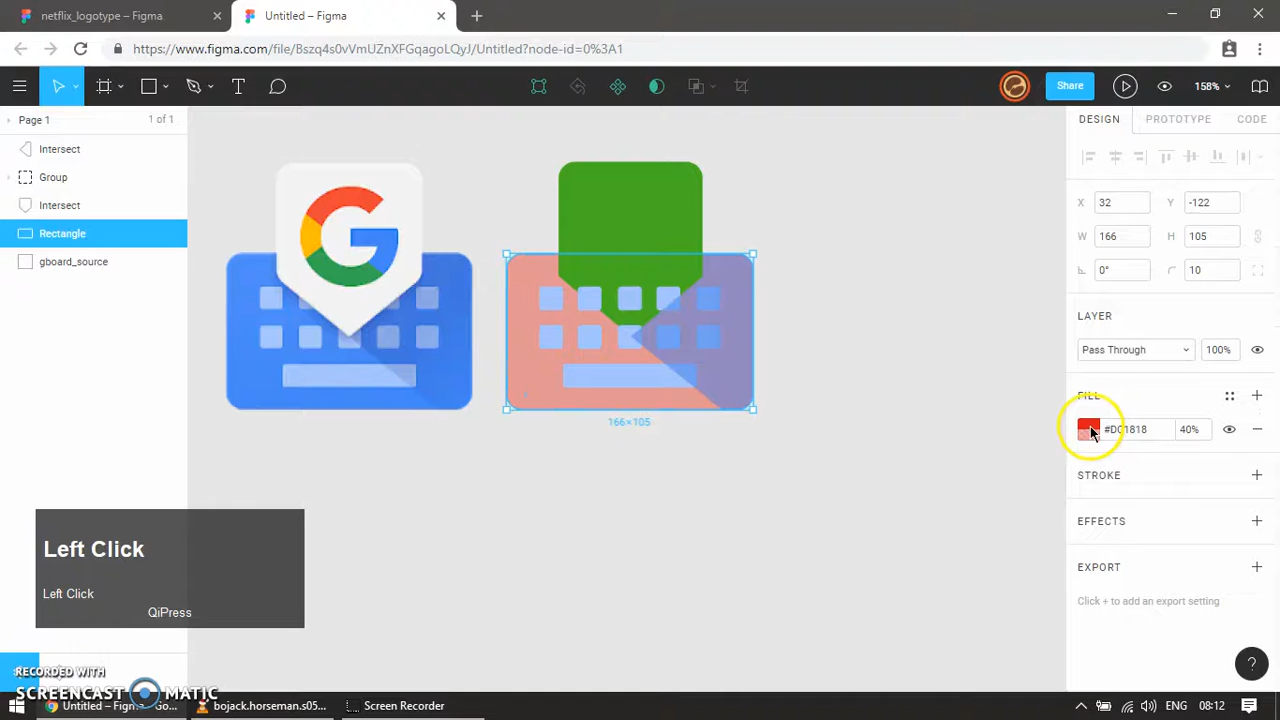 netflix_logotype – Figma
Untitled – Figma
https://www.figma.com/file/Bszq4s0vVmUZnXFGqagoLQyJ/Untitled?node-id=0%3A1
Share
158%
Page 1
1 of 1
DESIGN
PROTOTYPE
CODE
Intersect
Group
Intersect
Rectangle
gboard_source
X 32
Y -122
W 166
H 105
0°
10
LAYER
Pass Through
100%
FILL
#D01818
40%
166×105
STROKE
EFFECTS
EXPORT
Click + to add an export setting
Left Click
Left Click
QiPress
?
RECORDED WITH
SCREENCAST MATIC
Untitled – Figma - Go...
bojack.horseman.s05...
Screen Recorder
ENG
08:12